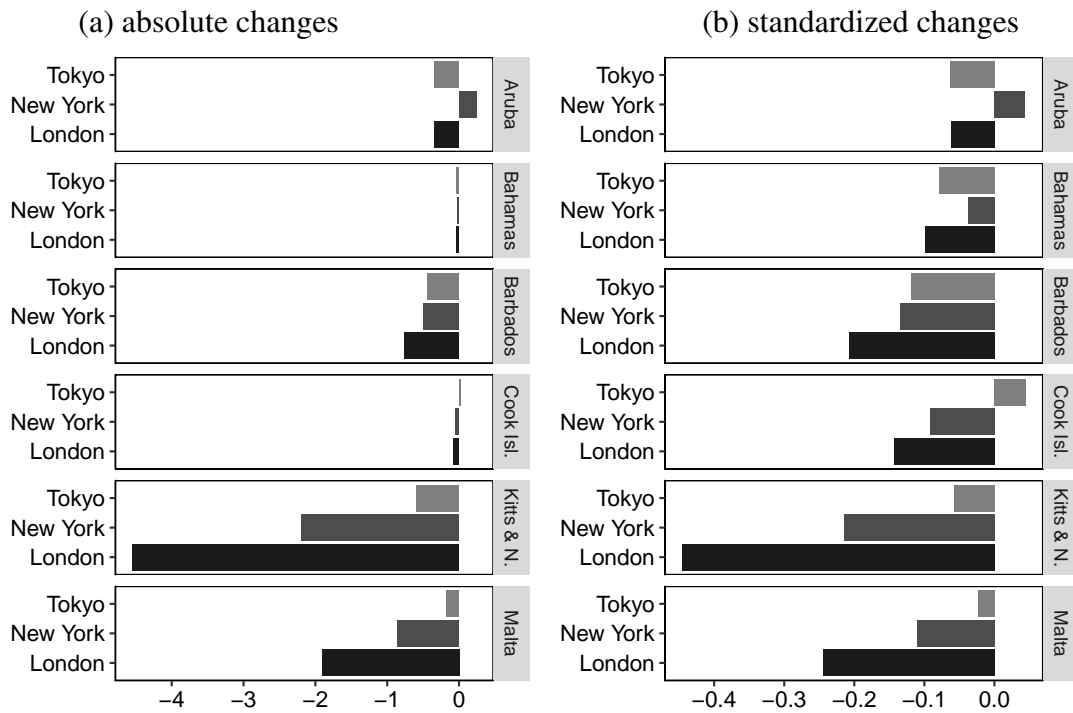 (a) absolute changes
Tokyo
New York
London
Aruba
Tokyo
New York
London
Bahamas
Tokyo
New York
London
Barbados
Tokyo
New York
London
Cook Isl.
Tokyo
New York
London
Kitts & N.
Tokyo
New York
London
Malta
−4 −3 −2 −1 0
(b) standardized changes
Tokyo
New York
London
Aruba
Tokyo
New York
London
Bahamas
Tokyo
New York
London
Barbados
Tokyo
New York
London
Cook Isl.
Tokyo
New York
London
Kitts & N.
Tokyo
New York
London
Malta
−0.4 −0.3 −0.2 −0.1 0.0